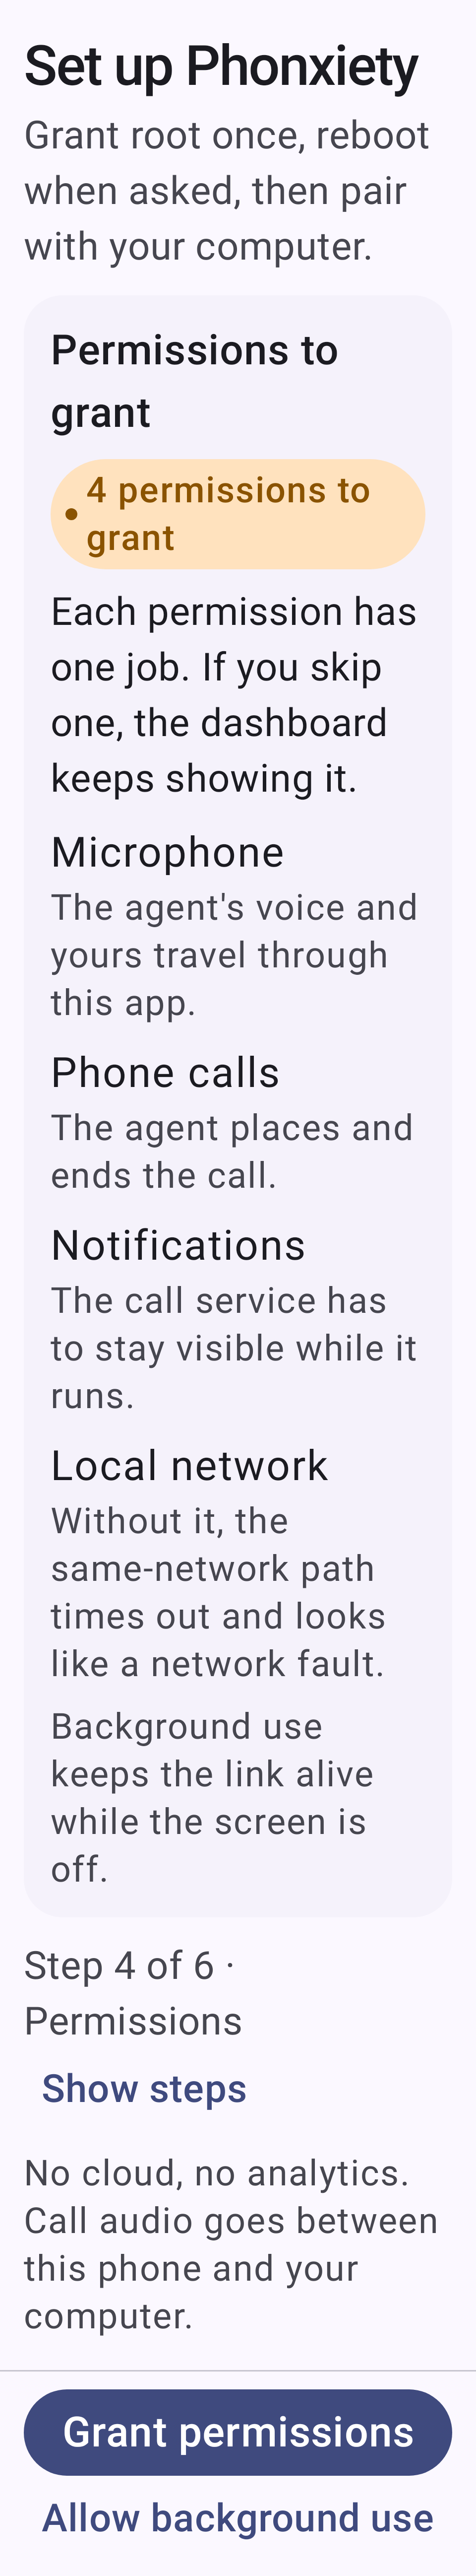 Set up Phonxiety
Grant root once, reboot
when asked, then pair
with your computer.
Permissions to
grant
4 permissions to
grant
Each permission has
one job. If you skip
one, the dashboard
keeps showing it.
Microphone
The agent's voice and
yours travel through
this app.
Phone calls
The agent places and
ends the call.
Notifications
The call service has
to stay visible while it
runs.
Local network
Without it, the
same-network path
times out and looks
like a network fault.
Background use
keeps the link alive
while the screen is
off.
Step 4 of 6 ·
Permissions
Show steps
No cloud, no analytics.
Call audio goes between
this phone and your
computer.
Grant permissions
Allow background use